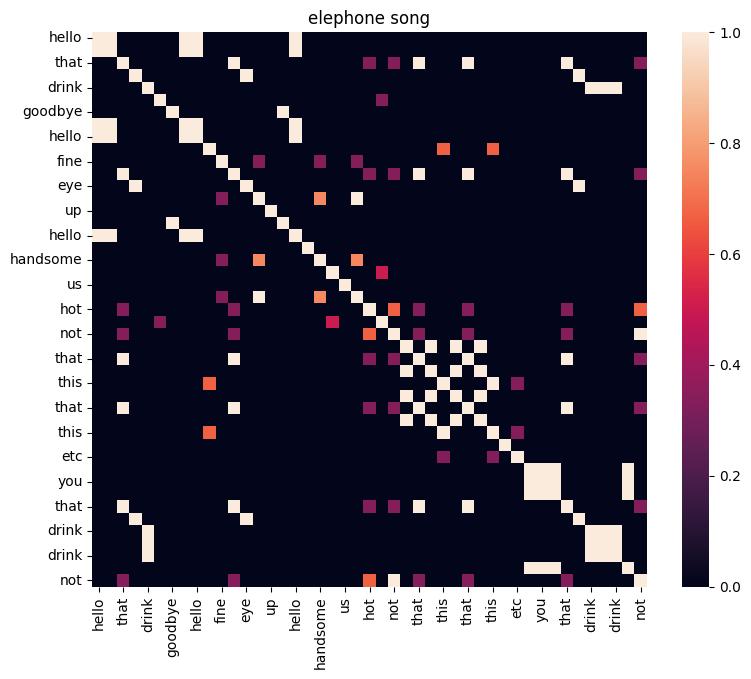 elephone song
hello
that
drink
goodbye
hello
fine
eye
up
hello
handsome
us
hot
not
that
this
that
this
etc
you
that
drink
drink
not
1.0
0.8
0.6
0.4
0.2
0.0
hello
that
drink
goodbye
hello
fine
eye
up
hello
handsome
us
hot
not
that
this
that
this
etc
you
that
drink
drink
not